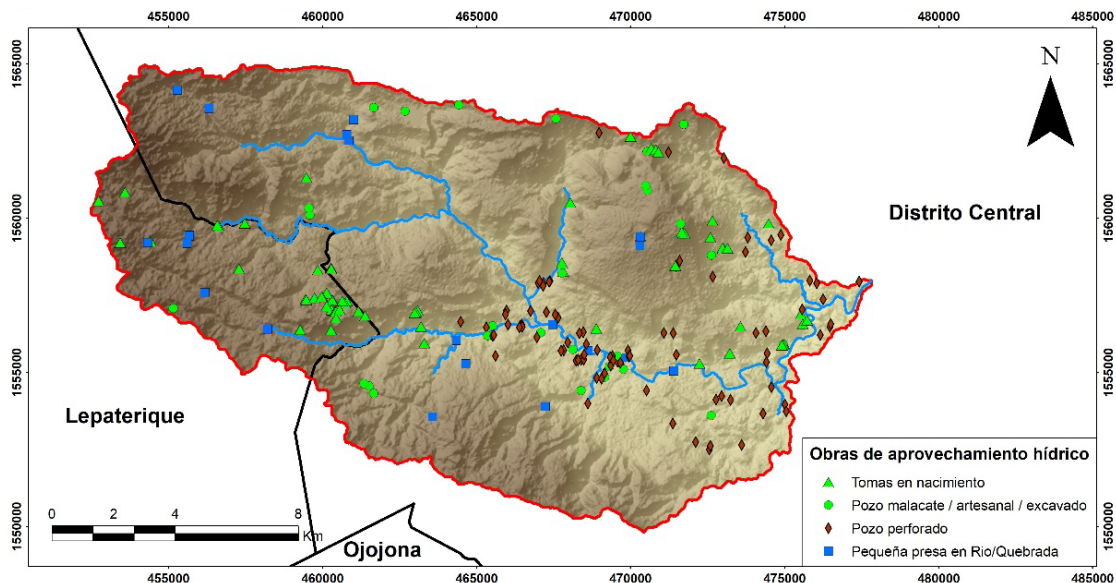 455000 460000 465000 470000 475000 480000 485000
1565000 1565000
N
1560000 1560000
Distrito Central
1555000 1555000
Lepaterique
Obras de aprovechamiento hídrico
Tomas en nacimiento
Pozo malacate / artesanal / excavado
Pozo perforado
Pequeña presa en Rio/Quebrada
1550000 1550000
0 2 4 8
Km
Ojojona
455000 460000 465000 470000 475000 480000 485000